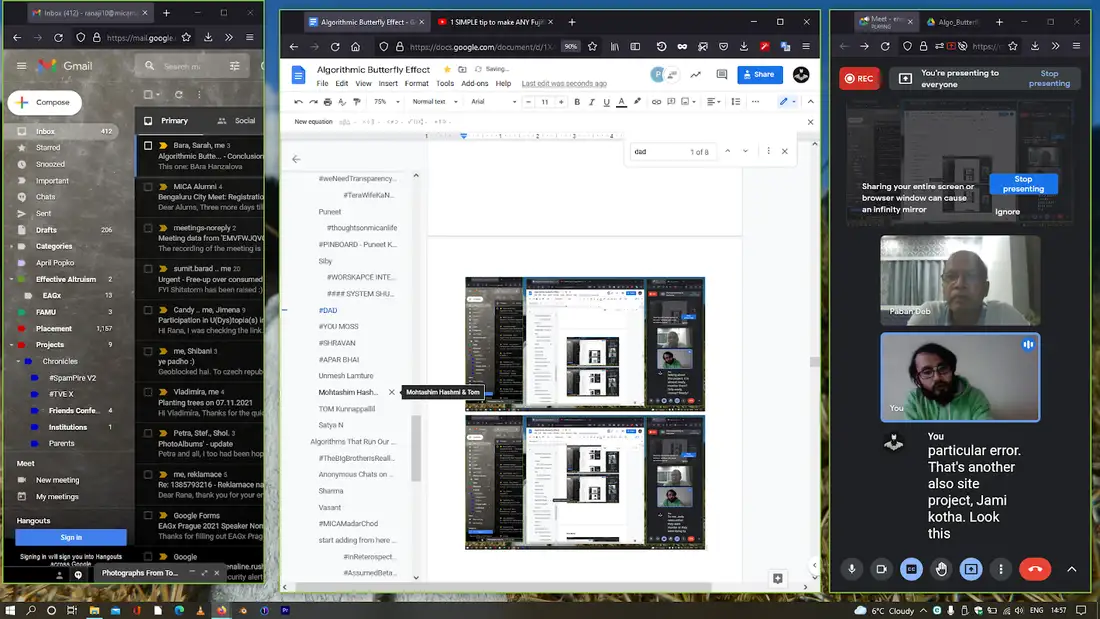 Inbox (412) - ranaji10@mica
https://mail.google.
Gmail
Search
Compose
Inbox 412
Starred
Snoozed
Important
Chats
Sent
Drafts 206
Categories
April Popko
Effective Altruism 2
EAGx 13
FAMU 3
Placement 1,157
Projects 9
Chronicles
#SpamPire V2
#TVE X
Friends Confe... 4
Institutions 1
Parents
Meet
New meeting
My meetings
Hangouts
Sign in
Signing in will sign you into Hangouts
across Google
Primary
Social
Bara, Sarah, me 3
Algorithmic Butte... - Conclusion
This one: BAra Hanzalova
MICA Alumni 4
Bengaluru City Meet: Registration
Dear Alums, Three more days til
meetings-noreply 2
Meeting data from 'EMVFWJQV
The recording of the meeting is
sumit.barad .. me 20
Urgent - Free-up over consumed
FYI Shitstorm has been raised :)
Candy .. me, Jimena 9
Participation in U(Dys)topia(s) in
Hi Rana, I was checking the link.
me, Shibani 3
ye padho :)
Geoblocked hai. To czech republ
Vladimira, me 4
Planting trees on 07.11.2021
Hi Vladimira, Thanks for the quic
Petra, Stef., Shol. 3
PhotoAlbums' - update
Petra and all, I too had been hop
me, reklamace 5
Re: 1385793216 - Reklamace na
Dear Rana, thank you for your en
Google Forms
EAGx Prague 2021 Speaker Nom
Thanks for filling out EAGx Prag
Google
Photographs From To...
Algorithmic Butterfly Effect - G
1 SIMPLE tip to make ANY Fuji
https://docs.google.com/document/d/1X
90%
Algorithmic Butterfly Effect
Saving...
File Edit View Insert Format Tools Add-ons Help
Last edit was seconds ago
Share
75% Normal text Arial 11
New equation
dad 1 of 8
#weNeedTransparency...
#TeraWifeKaN...
Puneet
#thoughtsonmicanlife
#PINBOARD - Puneet K...
Siby
#WORSKAPCE INTE...
#### SYSTEM SHU...
#DAD
#YOU MOSS
#SHRAVAN
#APAR BHAI
Unmesh Lamture
Mohtashim Hash...
Mohtashim Hashmi & Tom
TOM Kunnappallil
Satya N
Algorithms That Run Our ...
#TheBigBrotherIsReali...
Anonymous Chats on ...
Sharma
Vasant
#MICAMadarChod
start adding from here ...
#InReterospect...
#AssumedBeta...
Meet -
PLAYING
Algo_Butterf
https:/
REC
You're presenting to
everyone
Stop
presenting
Sharing your entire screen or
browser window can cause
an infinity mirror
Stop
presenting
Ignore
Paban Deb
You
You
particular error.
That's another
also site
project, Jami
kotha. Look
this
6°C Cloudy
ENG
14:57